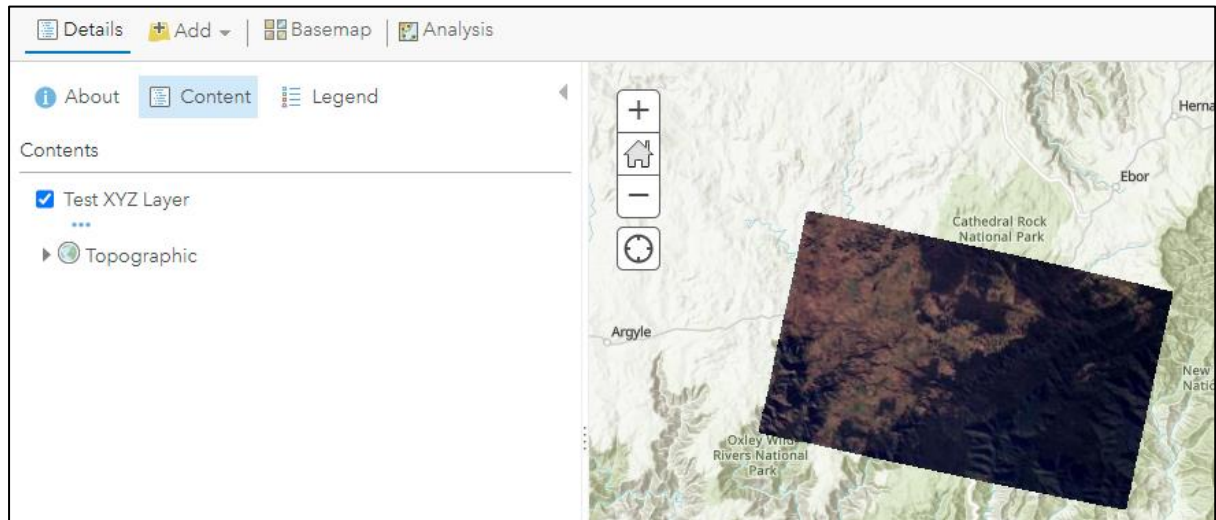 Details Add Basemap Analysis
About Content Legend
Contents
Test XYZ Layer
Topographic
+
−
Ebor
Cathedral Rock
National Park
Argyle
New
Oxley Wild
Rivers National
Park